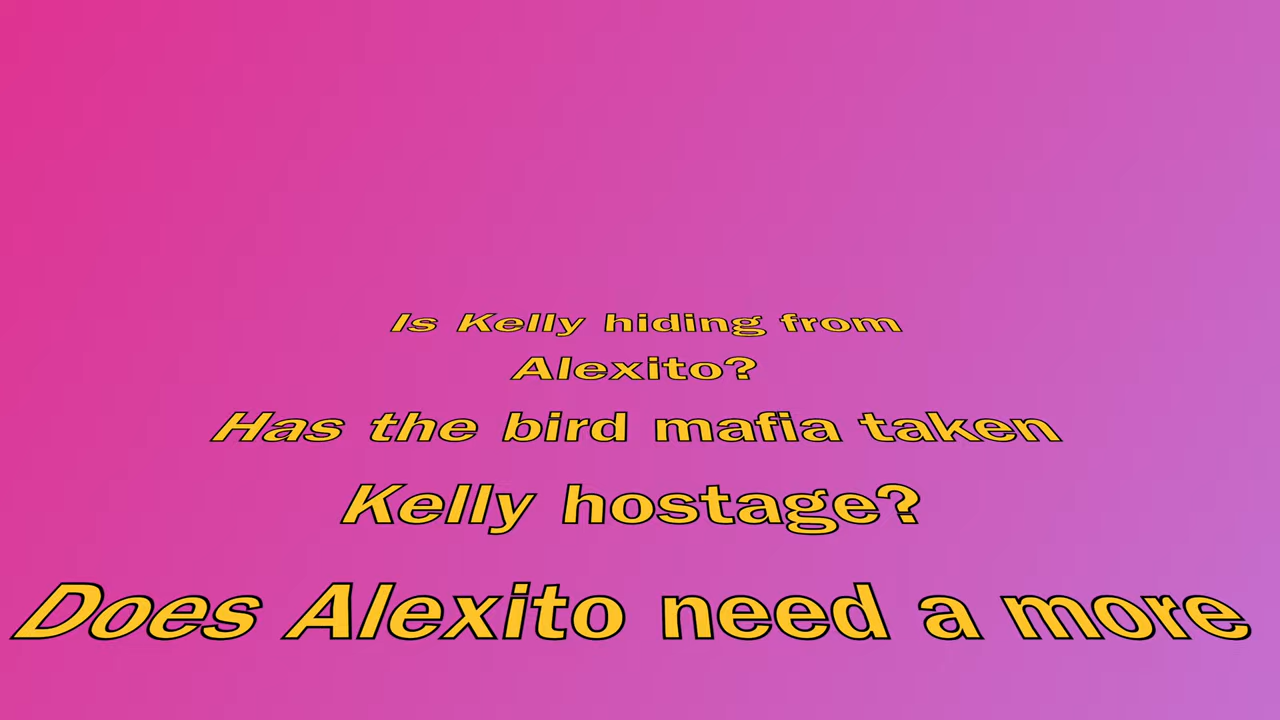 Is Kelly hiding from
Alexito?
Has the bird mafia taken
Kelly hostage?
Does Alexito need a more